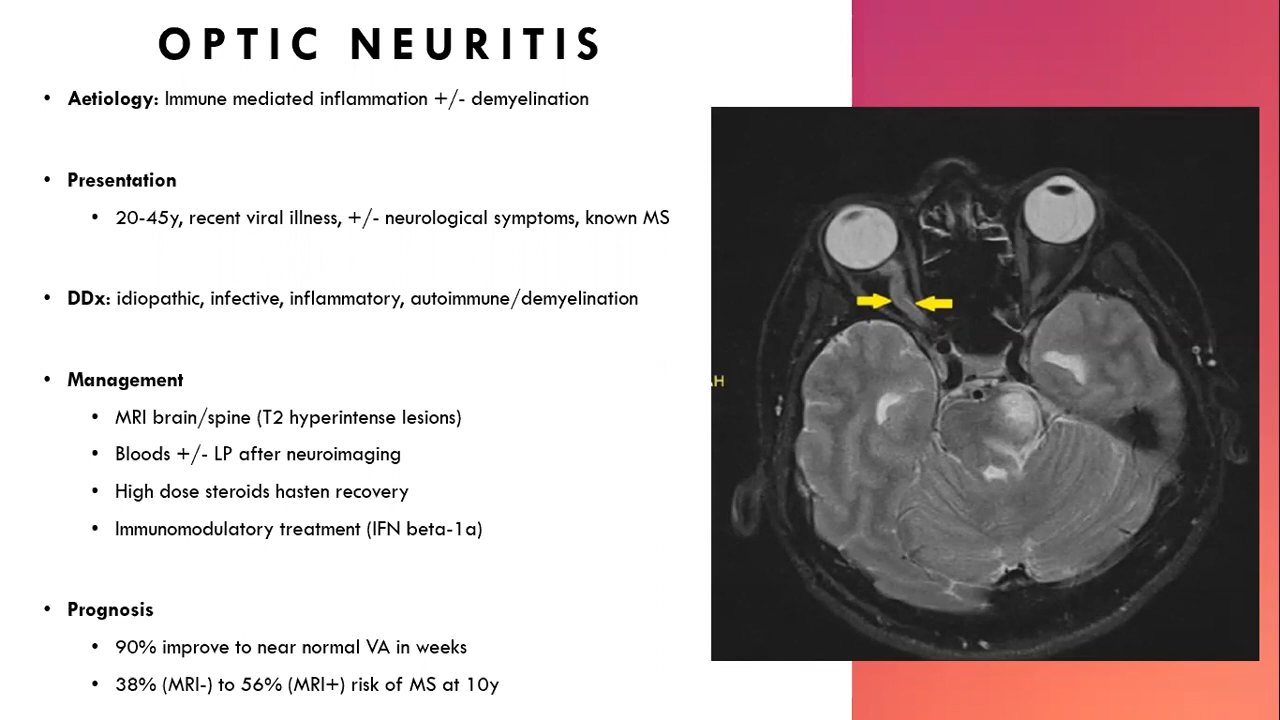 OPTIC NEURITIS
• Aetiology: Immune mediated inflammation +/- demyelination
• Presentation
• 20-45y, recent viral illness, +/- neurological symptoms, known MS
• DDx: idiopathic, infective, inflammatory, autoimmune/demyelination
• Management
• MRI brain/spine (T2 hyperintense lesions)
• Bloods +/- LP after neuroimaging
• High dose steroids hasten recovery
• Immunomodulatory treatment (IFN beta-1a)
• Prognosis
• 90% improve to near normal VA in weeks
• 38% (MRI-) to 56% (MRI+) risk of MS at 10y